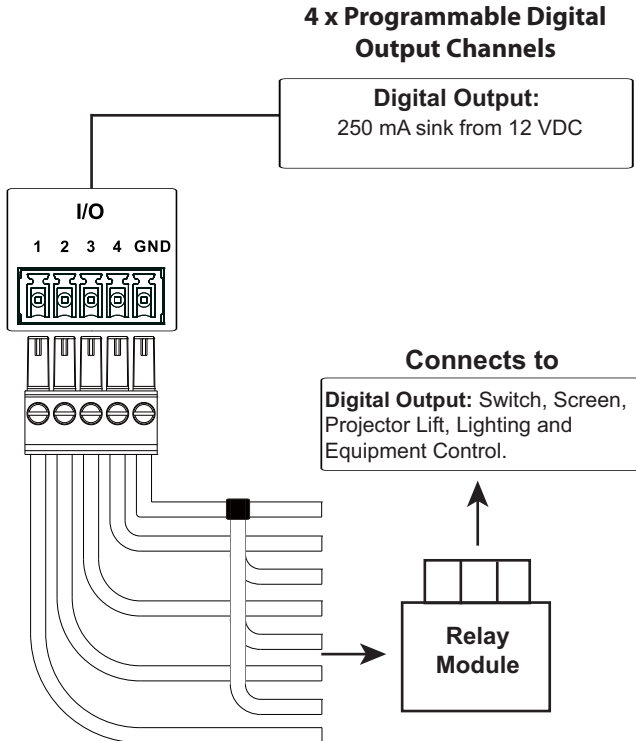 4 x Programmable Digital
Output Channels
Digital Output:
250 mA sink from 12 VDC
I/O
1 2 3 4 GND
Connects to
Digital Output: Switch, Screen,
Projector Lift, Lighting and
Equipment Control.
Relay
Module